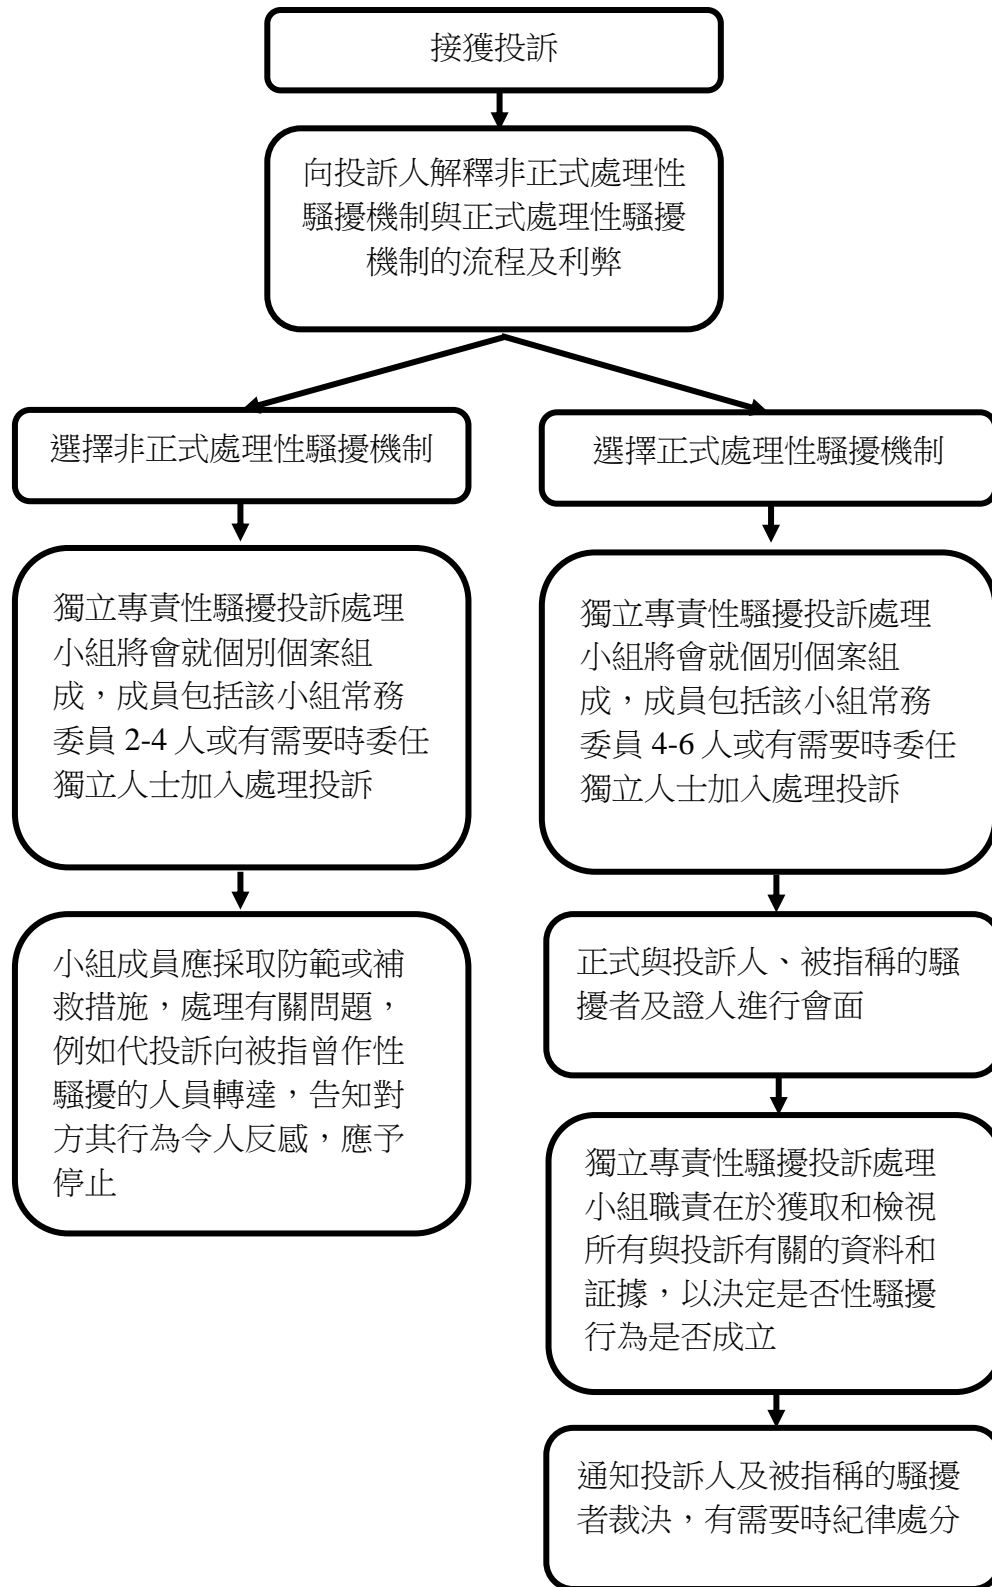 接獲投訴
向投訴人解釋非正式處理性
騷擾機制與正式處理性騷擾
機制的流程及利弊
選擇非正式處理性騷擾機制
獨立專責性騷擾投訴處理
小組將會就個別個案組
成，成員包括該小組常務
委員 2-4 人或有需要時委任
獨立人士加入處理投訴
小組成員應採取防範或補
救措施，處理有關問題，
例如代投訴向被指曾作性
騷擾的人員轉達，告知對
方其行為令人反感，應予
停止
選擇正式處理性騷擾機制
獨立專責性騷擾投訴處理
小組將會就個別個案組
成，成員包括該小組常務
委員 4-6 人或有需要時委任
獨立人士加入處理投訴
正式與投訴人、被指稱的騷
擾者及證人進行會面
獨立專責性騷擾投訴處理
小組職責在於獲取和檢視
所有與投訴有關的資料和
証據，以決定是否性騷擾
行為是否成立
通知投訴人及被指稱的騷擾
者裁決，有需要時紀律處分